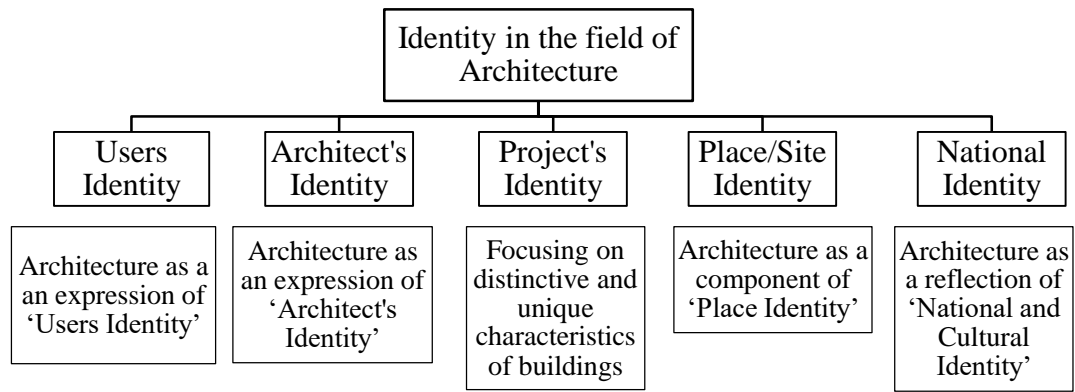 Identity in the field of
Architecture
Users
Identity
Architect's
Identity
Project's
Identity
Place/Site
Identity
National
Identity
Architecture as a
an expression of
‘Users Identity’
Architecture as
an expression of
‘Architect's
Identity’
Focusing on
distinctive and
unique
characteristics
of buildings
Architecture as
a component of
‘Place Identity’
Architecture as
a reflection of
‘National and
Cultural
Identity’